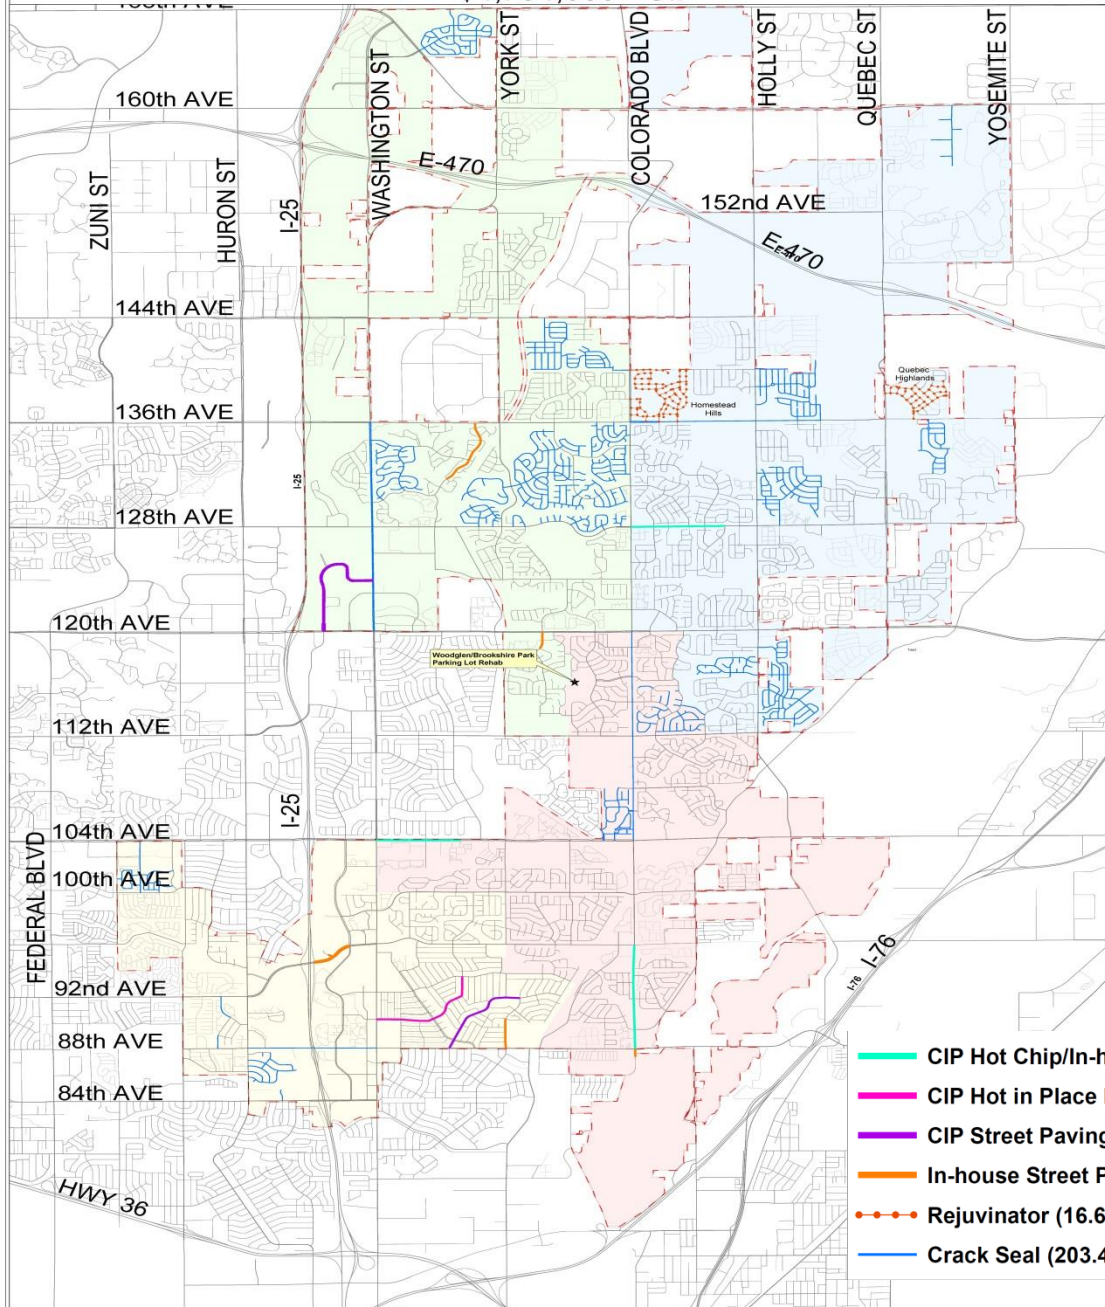 YORK ST
COLORADO BLVD
HOLLY ST
QUEBEC ST
YOSEMITE ST
WASHINGTON ST
160th AVE
E-470
ZUNI ST
HURON ST
I-25
152nd AVE
E-470
E-470
144th AVE
Quebec
Highlands
136th AVE
Homestead
Hills
I-25
128th AVE
120th AVE
Woodglen/Brookshire Park
Parking Lot Rehab
112th AVE
I-25
104th AVE
100th AVE
FEDERAL BLVD
I-76
I-76
92nd AVE
88th AVE
84th AVE
HWY 36
CIP Hot Chip/In-h
CIP Hot in Place
CIP Street Paving
In-house Street P
Rejuvinator (16.6
Crack Seal (203.4